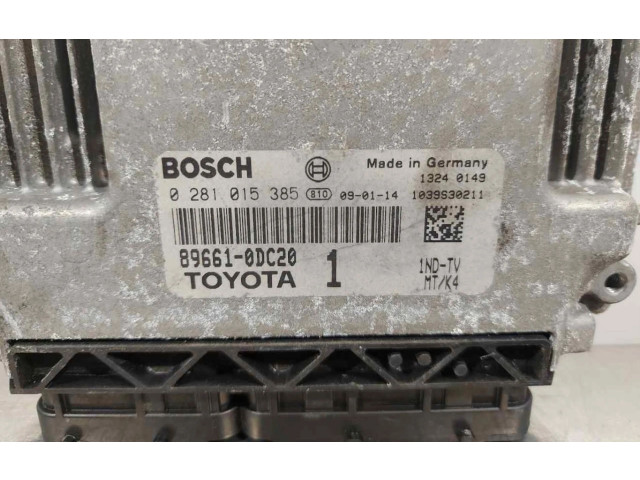 BOSCH Made in Germany
1324 0149
0 281 015 385 810 09-01-14 1039S30211
89661-0DC20
TOYOTA 1
1ND-TV
MT/K4